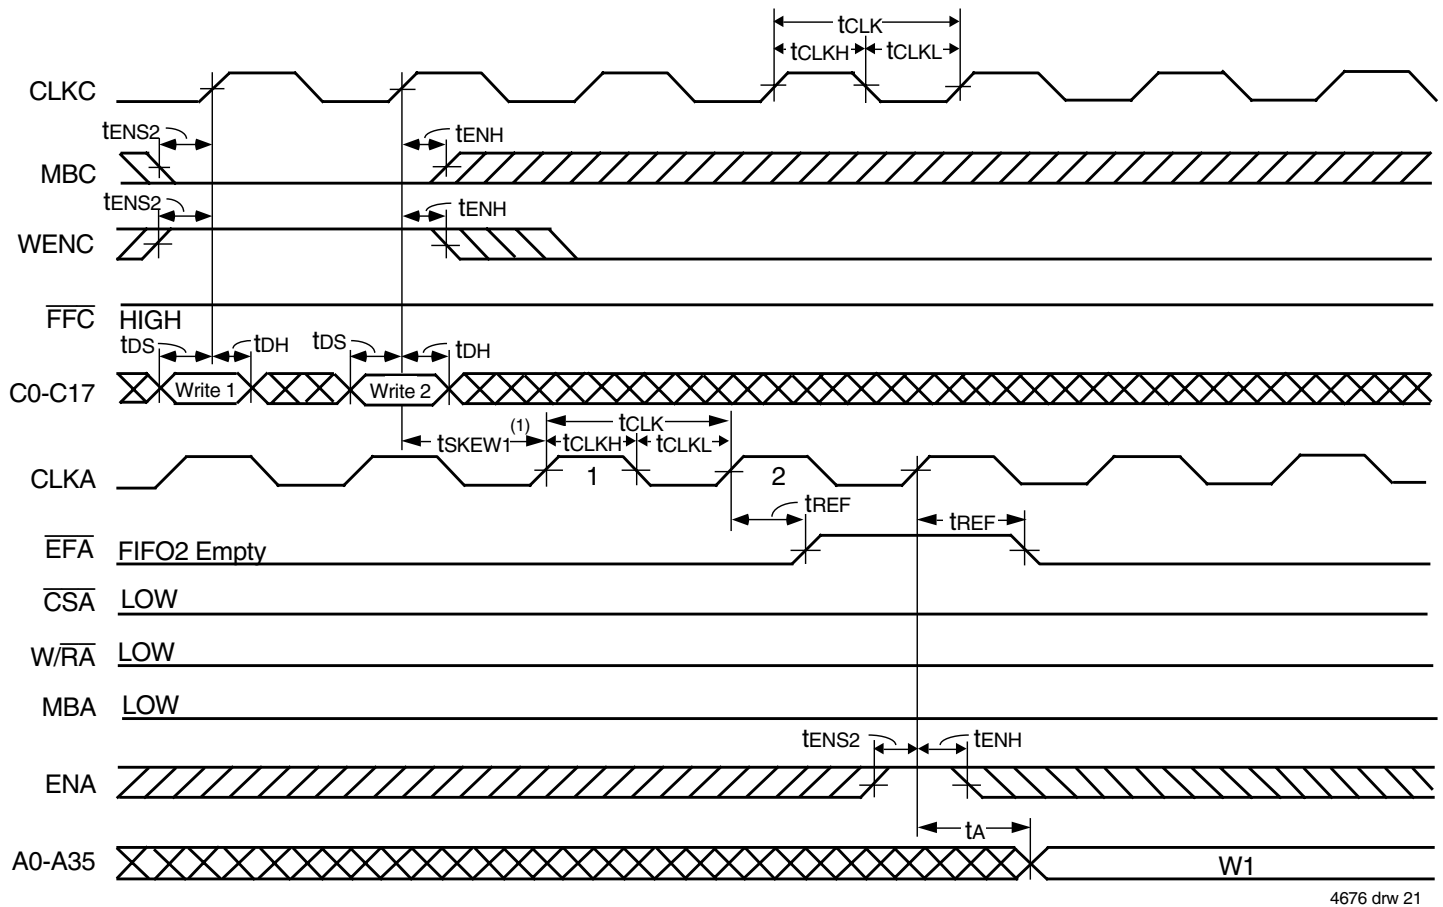 tCLK
tCLKH tCLKL
CLKC
tENS2 tENH
MBC
tENS2 tENH
WENC
FFC HIGH
tDS tDH tDS tDH
C0-C17 Write 1 Write 2
tSKEW1(1) tCLK
tCLKH tCLKL
CLKA 1 2
tREF tREF
EFA FIFO2 Empty
CSA LOW
W/RA LOW
MBA LOW
tENS2 tENH
ENA
tA
A0-A35 W1
4676 drw 21